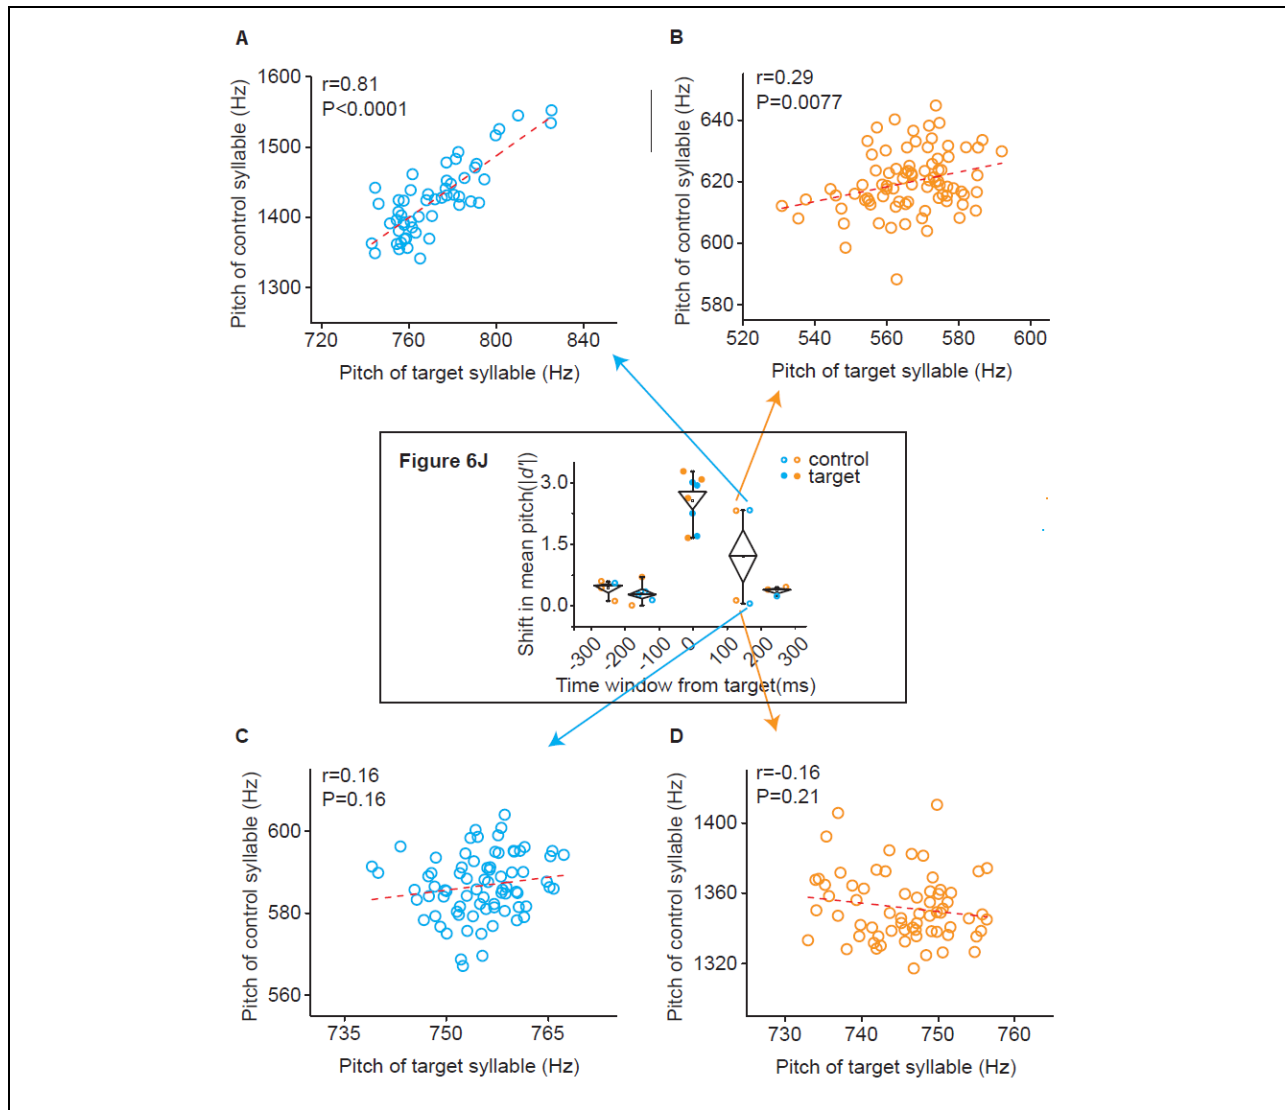 A
r=0.81
P<0.0001
1600
1500
1400
1300
Pitch of control syllable (Hz)
720 760 800 840
Pitch of target syllable (Hz)
B
r=0.29
P=0.0077
640
620
600
580
Pitch of control syllable (Hz)
520 540 560 580 600
Pitch of target syllable (Hz)
Figure 6J
control
target
3.0
1.5
0.0
Shift in mean pitch(|d'|)
-300 -200 -100 0 100 200 300
Time window from target(ms)
C
r=0.16
P=0.16
600
580
560
Pitch of control syllable (Hz)
735 750 765
Pitch of target syllable (Hz)
D
r=-0.16
P=0.21
1400
1360
1320
Pitch of control syllable (Hz)
730 740 750 760
Pitch of target syllable (Hz)